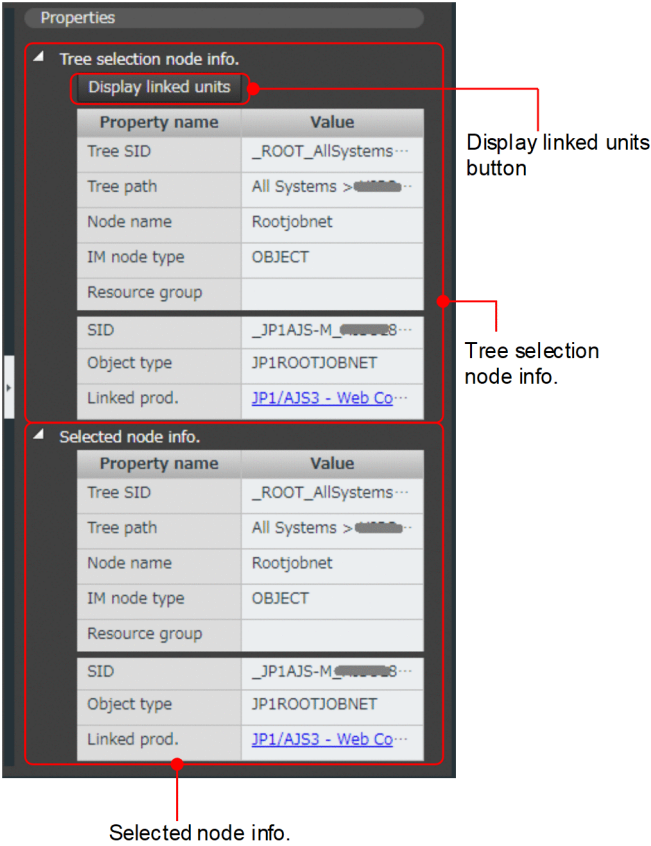 Properties
Tree selection node info.
Display linked units
Property name Value
Tree SID _ROOT_AllSystems···
Tree path All Systems > ···
Node name Rootjobnet
IM node type OBJECT
Resource group
SID _JP1AJS-M_ 8···
Object type JP1ROOTJOBNET
Linked prod. JP1/AJS3 - Web Co···
Selected node info.
Property name Value
Tree SID _ROOT_AllSystems···
Tree path All Systems > ···
Node name Rootjobnet
IM node type OBJECT
Resource group
SID _JP1AJS-M_ 8···
Object type JP1ROOTJOBNET
Linked prod. JP1/AJS3 - Web Co···
Display linked units
button
Tree selection
node info.
Selected node info.